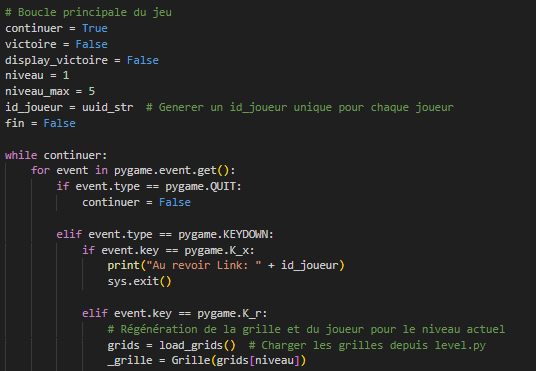 # Boucle principale du jeu
continuer = True
victoire = False
display_victoire = False
niveau = 1
niveau_max = 5
id_joueur = uuid_str  # Generer un id_joueur unique pour chaque joueur
fin = False

while continuer:
    for event in pygame.event.get():
        if event.type == pygame.QUIT:
            continuer = False

        elif event.type == pygame.KEYDOWN:
            if event.key == pygame.K_x:
                print("Au revoir Link: " + id_joueur)
                sys.exit()

            elif event.key == pygame.K_r:
                # Régénération de la grille et du joueur pour le niveau actuel
                grids = load_grids()  # Charger les grilles depuis level.py
                _grille = Grille(grids[niveau])